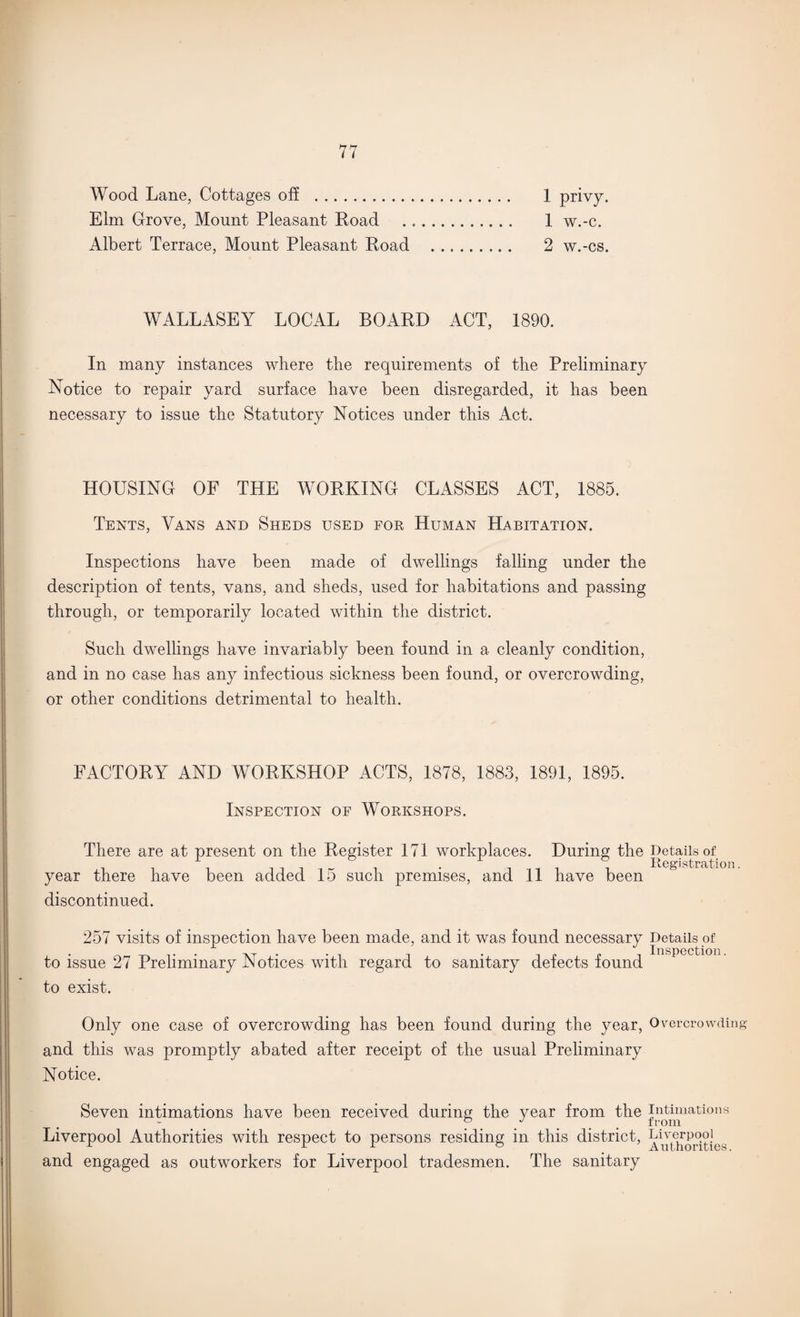 77
Wood Lane, Cottages off ..................... 1 privy.
Elm Grove, Mount Pleasant Road ............ 1 w.-c.
Albert Terrace, Mount Pleasant Road ......... 2 w.-cs.
WALLASEY LOCAL BOARD ACT, 1890.
In many instances where the requirements of the Preliminary
Notice to repair yard surface have been disregarded, it has been
necessary to issue the Statutory Notices under this Act.
HOUSING OF THE WORKING CLASSES ACT, 1885.
Tents, Vans and Sheds used for Human Habitation.
Inspections have been made of dwellings falling under the
description of tents, vans, and sheds, used for habitations and passing
through, or temporarily located within the district.
Such dwellings have invariably been found in a cleanly condition,
and in no case has any infectious sickness been found, or overcrowding,
or other conditions detrimental to health.
FACTORY AND WORKSHOP ACTS, 1878, 1883, 1891, 1895.
Inspection of Workshops.
There are at present on the Register 171 workplaces. During the
year there have been added 15 such premises, and 11 have been
discontinued.
Details of
Registration.
257 visits of inspection have been made, and it was found necessary
to issue 27 Preliminary Notices with regard to sanitary defects found
to exist.
Details of
Inspection.
Only one case of overcrowding has been found during the year,
and this was promptly abated after receipt of the usual Preliminary
Notice.
Overcrowding
Seven intimations have been received during the year from the
Liverpool Authorities with respect to persons residing in this district,
and engaged as outworkers for Liverpool tradesmen. The sanitary
Intimations
from
Liverpool
Authorities.